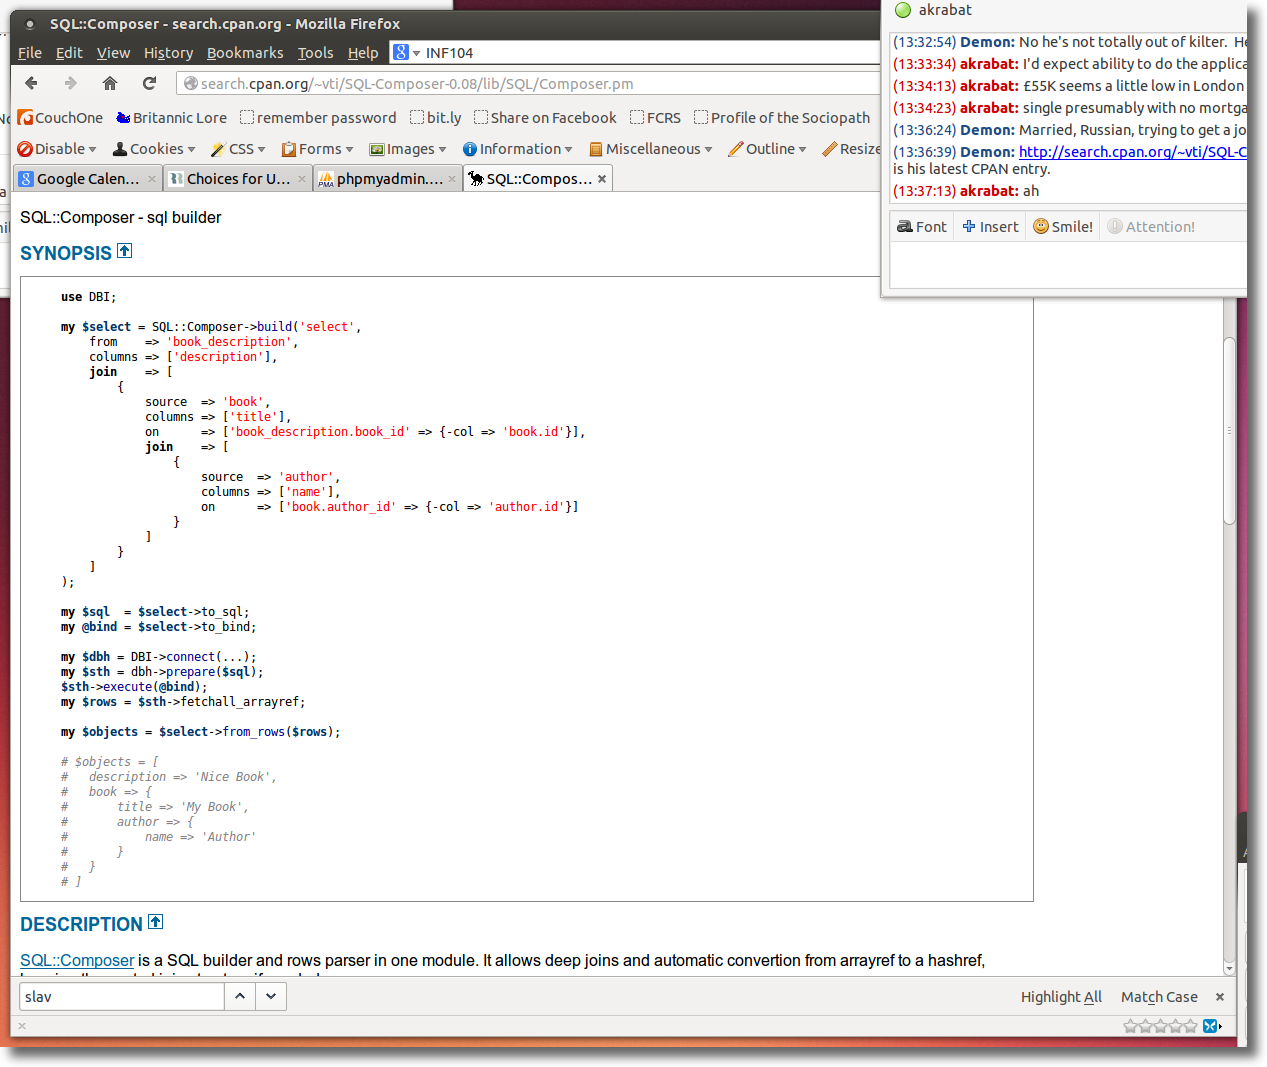 SQL::Composer - search.cpan.org - Mozilla Firefox
File Edit View History Bookmarks Tools Help INF104
search.cpan.org/~vti/SQL-Composer-0.08/lib/SQL/Composer.pm
CouchOne Britannic Lore remember password bit.ly Share on Facebook FCRS Profile of the Sociopath
Disable Cookies CSS Forms Images Information Miscellaneous Outline Resize
Google Calen... Choices for U... phpmyadmin.... SQL::Compos...
akrabat
(13:32:54) Demon: No he's not totally out of kilter. He
(13:33:34) akrabat: I'd expect ability to do the applica
(13:34:13) akrabat: £55K seems a little low in London
(13:34:23) akrabat: single presumably with no mortga
(13:36:24) Demon: Married, Russian, trying to get a jo
(13:36:39) Demon: http://search.cpan.org/~vti/SQL-C
is his latest CPAN entry.
(13:37:13) akrabat: ah
Font Insert Smile! Attention!
SQL::Composer - sql builder
SYNOPSIS
use DBI;
my $select = SQL::Composer->build('select',
from => 'book_description',
columns => ['description'],
join => [
{
source => 'book',
columns => ['title'],
on => ['book_description.book_id' => {-col => 'book.id'}],
join => [
{
source => 'author',
columns => ['name'],
on => ['book.author_id' => {-col => 'author.id'}]
}
]
}
]
);
my $sql = $select->to_sql;
my @bind = $select->to_bind;
my $dbh = DBI->connect(...);
my $sth = dbh->prepare($sql);
$sth->execute(@bind);
my $rows = $sth->fetchall_arrayref;
my $objects = $select->from_rows($rows);
# $objects = [
# description => 'Nice Book',
# book => {
# title => 'My Book',
# author => {
# name => 'Author'
# }
# }
# ]
DESCRIPTION
SQL::Composer is a SQL builder and rows parser in one module. It allows deep joins and automatic convertion from arrayref to a hashref,
slav Highlight All Match Case